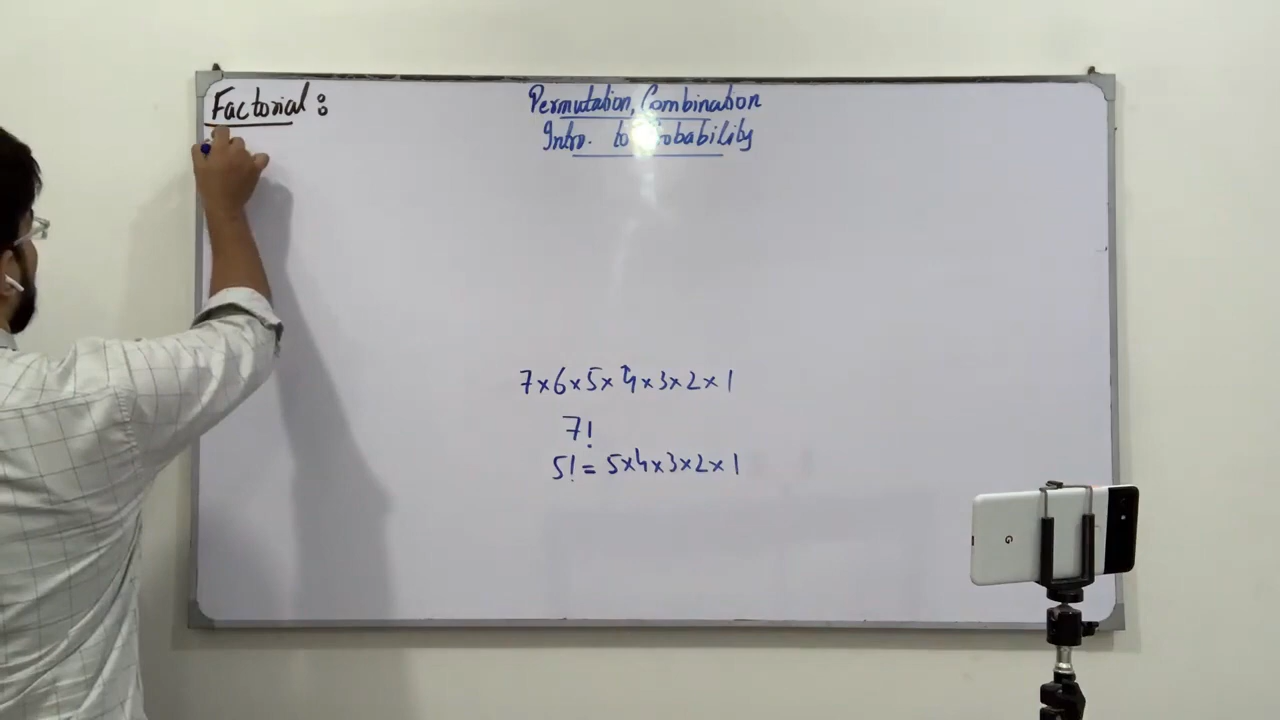 Factorial :
Permutation, Combination
Intro. to Probability
7×6×5×4×3×2×1
7!
5! = 5×4×3×2×1
G